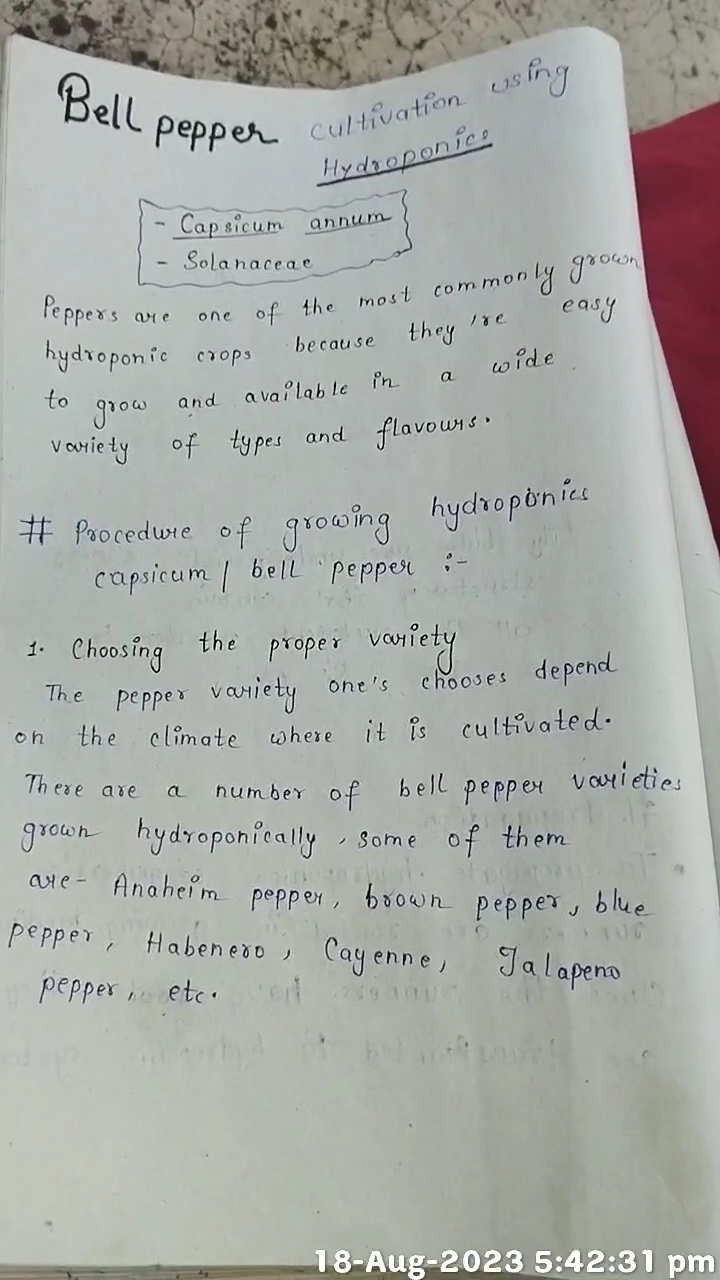 Bell pepper cultivation using
Hydroponics
- Capsicum annum
- Solanaceae
Peppers are one of the most commonly grown
hydroponic crops because they're easy
to grow and available in a wide
variety of types and flavours.
# Procedure of growing hydroponics
capsicum / bell pepper :-
1. Choosing the proper variety
The pepper variety one's chooses depend
on the climate where it is cultivated.
There are a number of bell pepper varieties
grown hydroponically, some of them
are - Anaheim pepper, brown pepper, blue
pepper, Habenero, Cayenne, Jalapeno
pepper, etc.
18-Aug-2023 5:42:31 pm